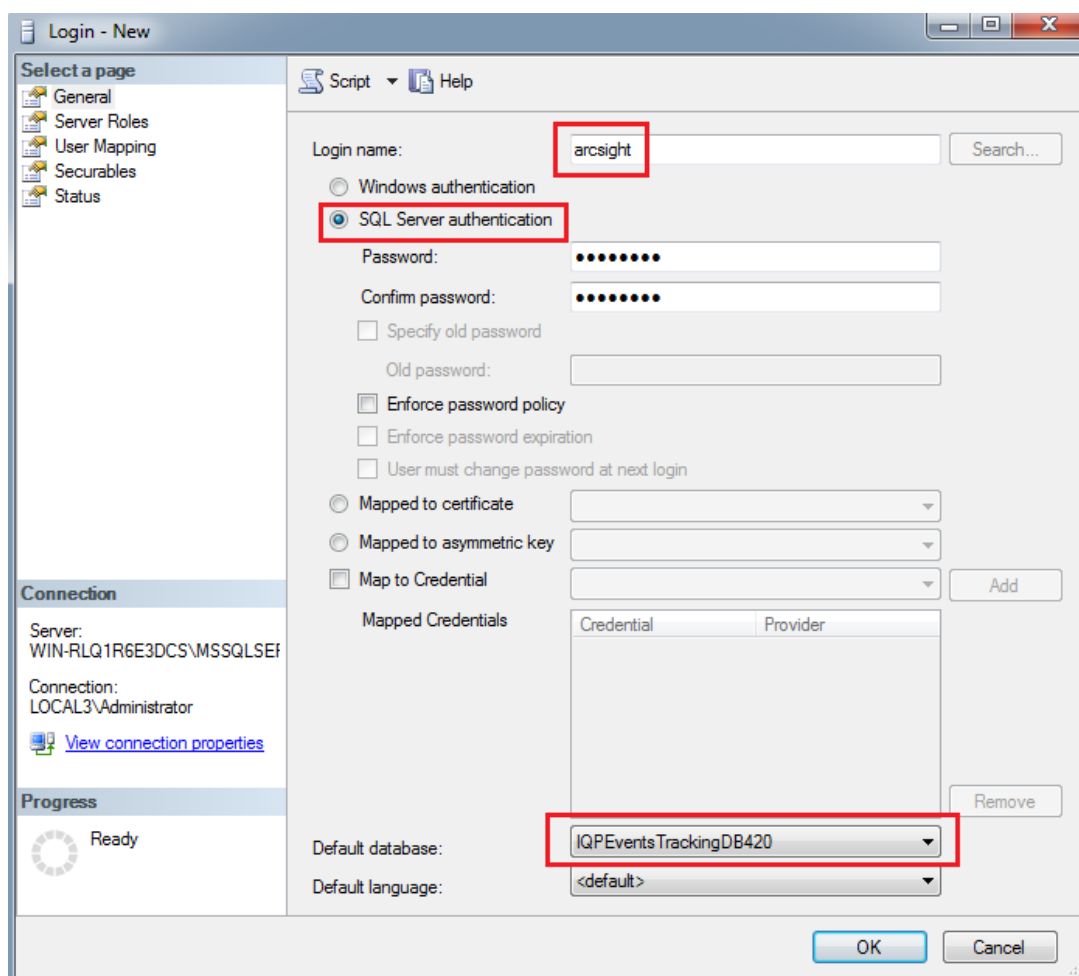 Login - New
Select a page
General
Server Roles
User Mapping
Securables
Status
Script
Help
Login name:
arcsight
Search...
Windows authentication
SQL Server authentication
Password:
●●●●●●●●
Confirm password:
●●●●●●●●
Specify old password
Old password:
Enforce password policy
Enforce password expiration
User must change password at next login
Mapped to certificate
Mapped to asymmetric key
Map to Credential
Add
Mapped Credentials
Credential Provider
Remove
Default database:
IQPEventsTrackingDB420
Default language:
<default>
Connection
Server:
WIN-RLQ1R6E3DCS\MSSQLSEF
Connection:
LOCAL3\Administrator
View connection properties
Progress
Ready
OK
Cancel